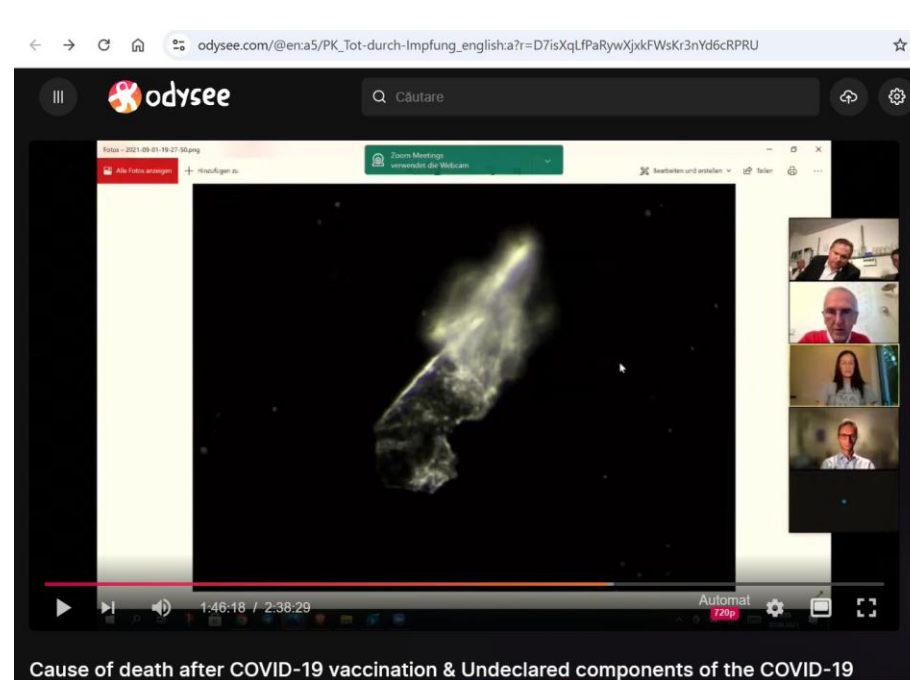 odysee.com/@en:a5/PK_Tot-durch-Impfung_english:a?r=D7isXqLfPaRywXjxkFWsKr3nYd6cRPRU
odysee
Căutare
Fotos – 2021-09-01-19-27-50.png
Zoom Meetings
verwendet die Webcam
Alle Fotos anzeigen
Hinzufügen zu
Bearbeiten und erstellen
Teilen
1:46:18 / 2:38:29
Automat
720p
Cause of death after COVID-19 vaccination & Undeclared components of the COVID-19